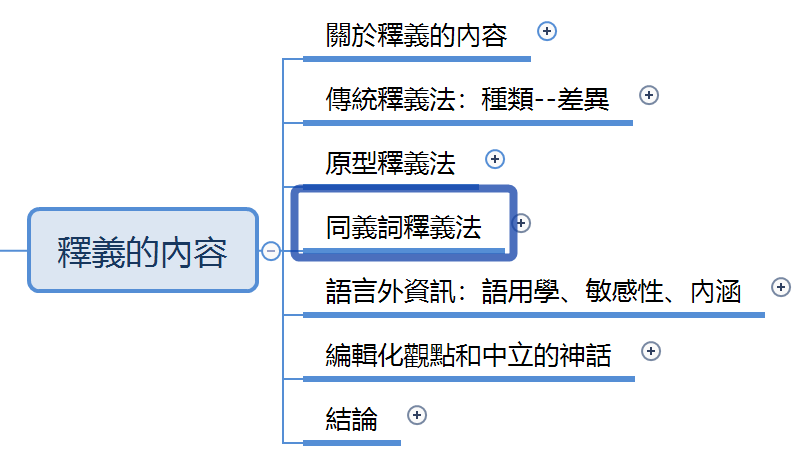 關於釋義的內容
傳統釋義法：種類--差異
原型釋義法
同義詞釋義法
釋義的內容
語言外資訊：語用學、敏感性、內涵
編輯化觀點和中立的神話
結論